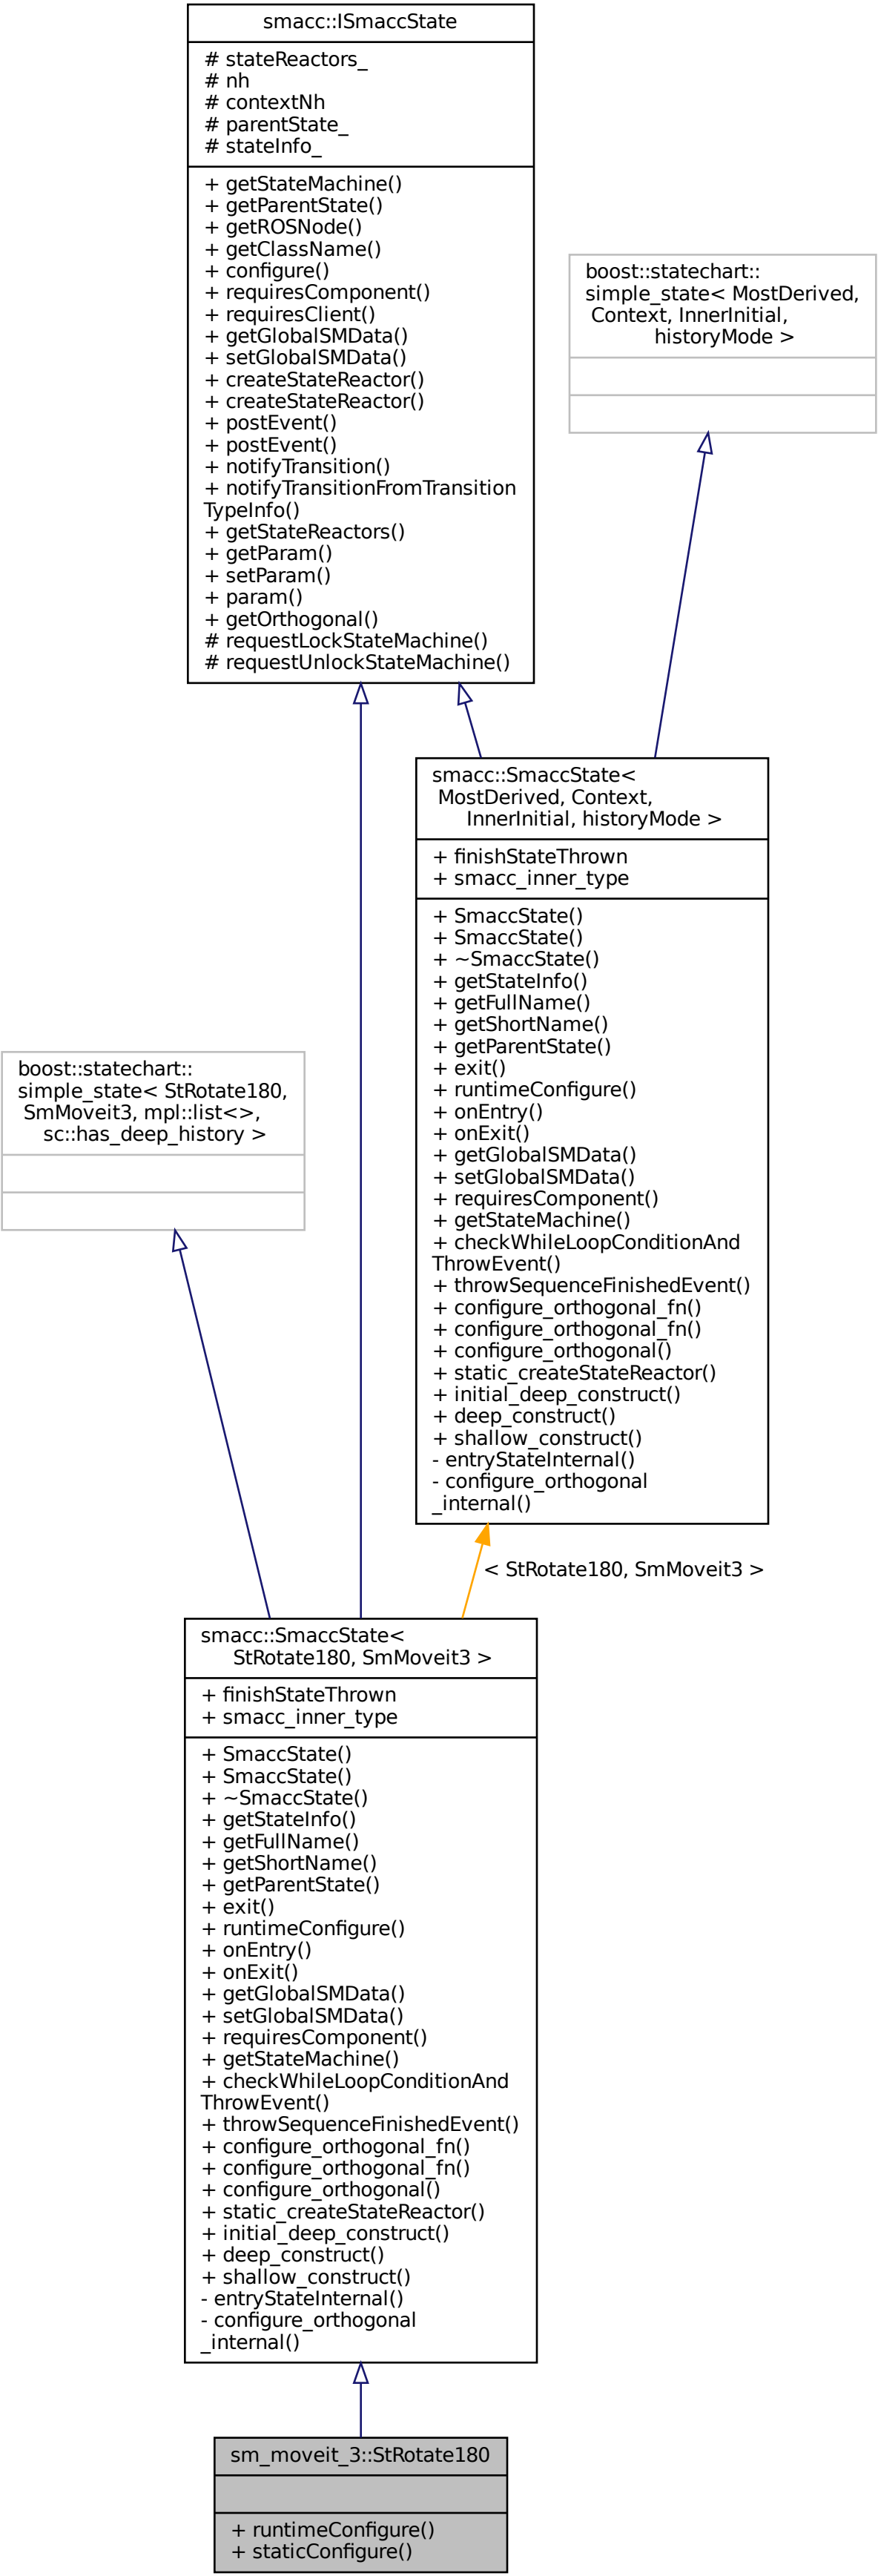 smacc::ISmaccState
# stateReactors_
# nh
# contextNh
# parentState_
# stateInfo_
+ getStateMachine()
+ getParentState()
+ getROSNode()
+ getClassName()
+ configure()
+ requiresComponent()
+ requiresClient()
+ getGlobalSMData()
+ setGlobalSMData()
+ createStateReactor()
+ createStateReactor()
+ postEvent()
+ postEvent()
+ notifyTransition()
+ notifyTransitionFromTransition
TypeInfo()
+ getStateReactors()
+ getParam()
+ setParam()
+ param()
+ getOrthogonal()
# requestLockStateMachine()
# requestUnlockStateMachine()
boost::statechart::
simple_state< MostDerived,
Context, InnerInitial,
historyMode >
smacc::SmaccState<
MostDerived, Context,
InnerInitial, historyMode >
+ finishStateThrown
+ smacc_inner_type
+ SmaccState()
+ SmaccState()
+ ~SmaccState()
+ getStateInfo()
+ getFullName()
+ getShortName()
+ getParentState()
+ exit()
+ runtimeConfigure()
+ onEntry()
+ onExit()
+ getGlobalSMData()
+ setGlobalSMData()
+ requiresComponent()
+ getStateMachine()
+ checkWhileLoopConditionAnd
ThrowEvent()
+ throwSequenceFinishedEvent()
+ configure_orthogonal_fn()
+ configure_orthogonal_fn()
+ configure_orthogonal()
+ static_createStateReactor()
+ initial_deep_construct()
+ deep_construct()
+ shallow_construct()
- entryStateInternal()
- configure_orthogonal
_internal()
boost::statechart::
simple_state< StRotate180,
SmMoveit3, mpl::list<>,
sc::has_deep_history >
< StRotate180, SmMoveit3 >
smacc::SmaccState<
StRotate180, SmMoveit3 >
+ finishStateThrown
+ smacc_inner_type
+ SmaccState()
+ SmaccState()
+ ~SmaccState()
+ getStateInfo()
+ getFullName()
+ getShortName()
+ getParentState()
+ exit()
+ runtimeConfigure()
+ onEntry()
+ onExit()
+ getGlobalSMData()
+ setGlobalSMData()
+ requiresComponent()
+ getStateMachine()
+ checkWhileLoopConditionAnd
ThrowEvent()
+ throwSequenceFinishedEvent()
+ configure_orthogonal_fn()
+ configure_orthogonal_fn()
+ configure_orthogonal()
+ static_createStateReactor()
+ initial_deep_construct()
+ deep_construct()
+ shallow_construct()
- entryStateInternal()
- configure_orthogonal
_internal()
sm_moveit_3::StRotate180
+ runtimeConfigure()
+ staticConfigure()